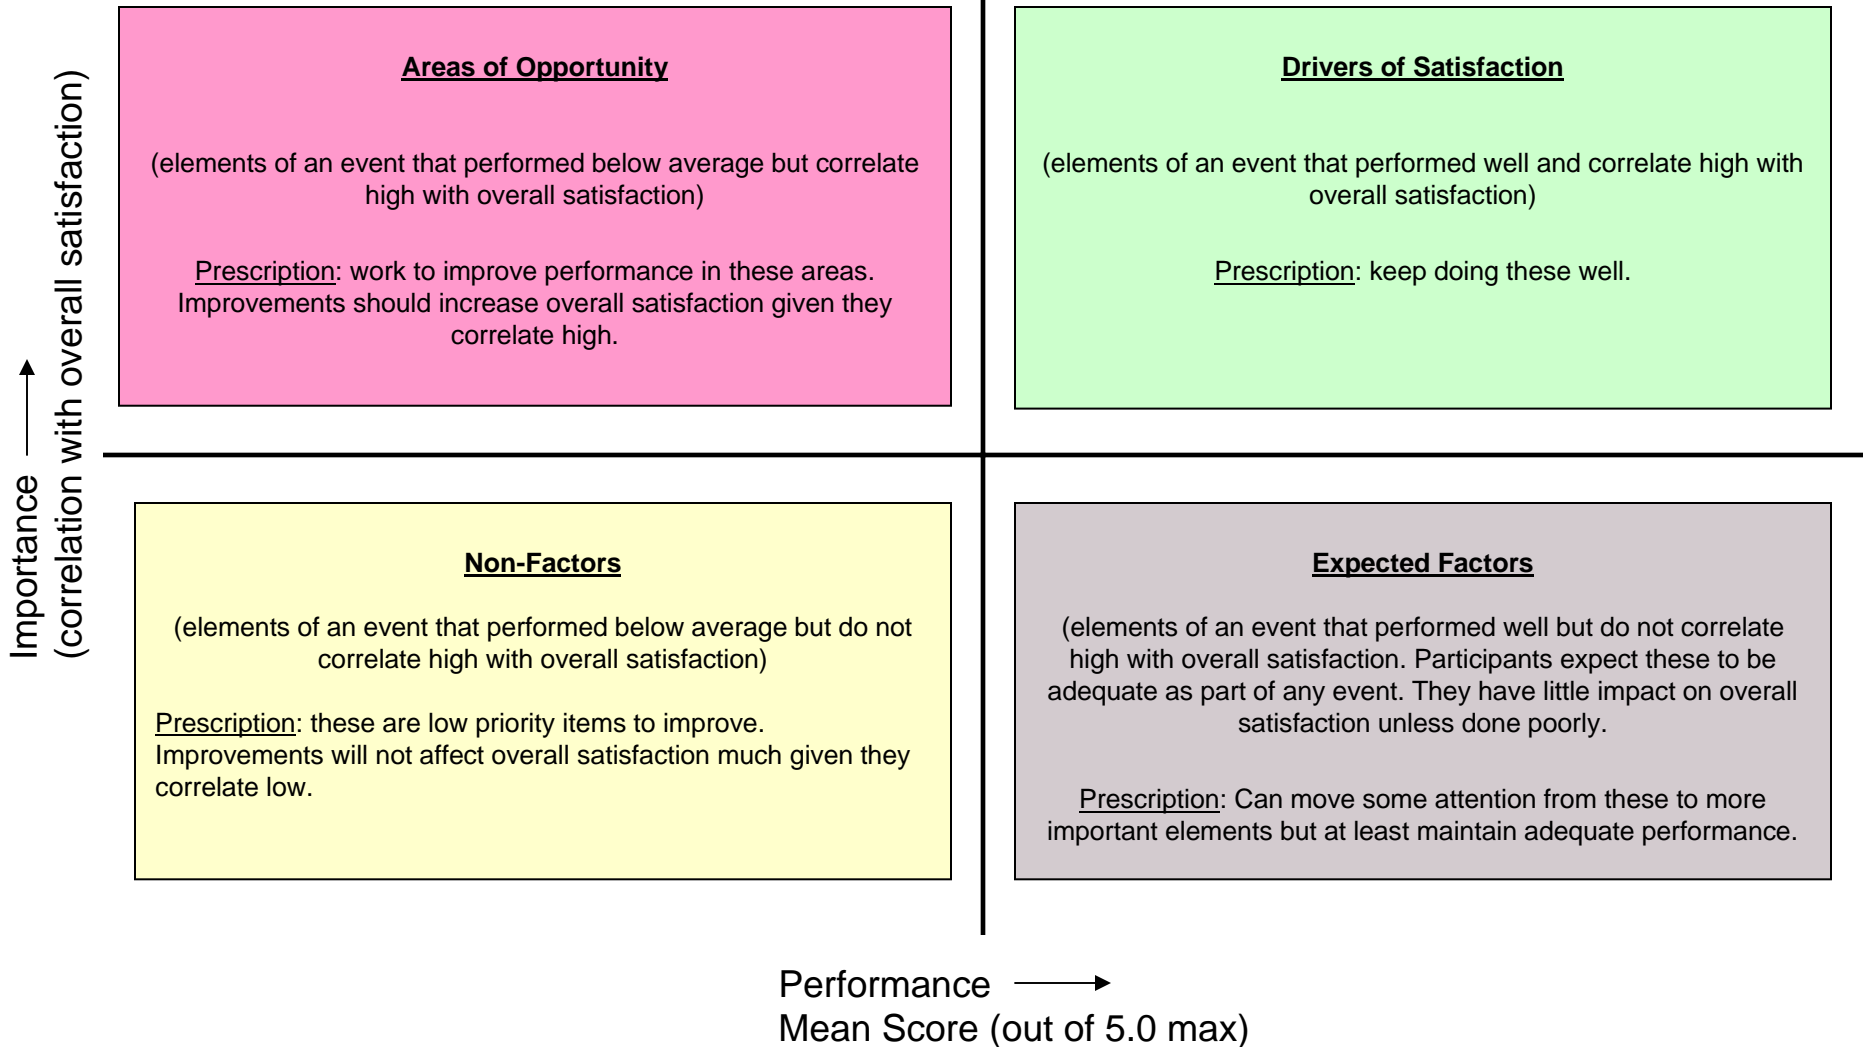 Importance
(correlation with overall satisfaction)
Areas of Opportunity
(elements of an event that performed below average but correlate
high with overall satisfaction)
Prescription: work to improve performance in these areas.
Improvements should increase overall satisfaction given they
correlate high.
Drivers of Satisfaction
(elements of an event that performed well and correlate high with
overall satisfaction)
Prescription: keep doing these well.
Non-Factors
(elements of an event that performed below average but do not
correlate high with overall satisfaction)
Prescription: these are low priority items to improve.
Improvements will not affect overall satisfaction much given they
correlate low.
Expected Factors
(elements of an event that performed well but do not correlate
high with overall satisfaction. Participants expect these to be
adequate as part of any event. They have little impact on overall
satisfaction unless done poorly.
Prescription: Can move some attention from these to more
important elements but at least maintain adequate performance.
Performance
Mean Score (out of 5.0 max)